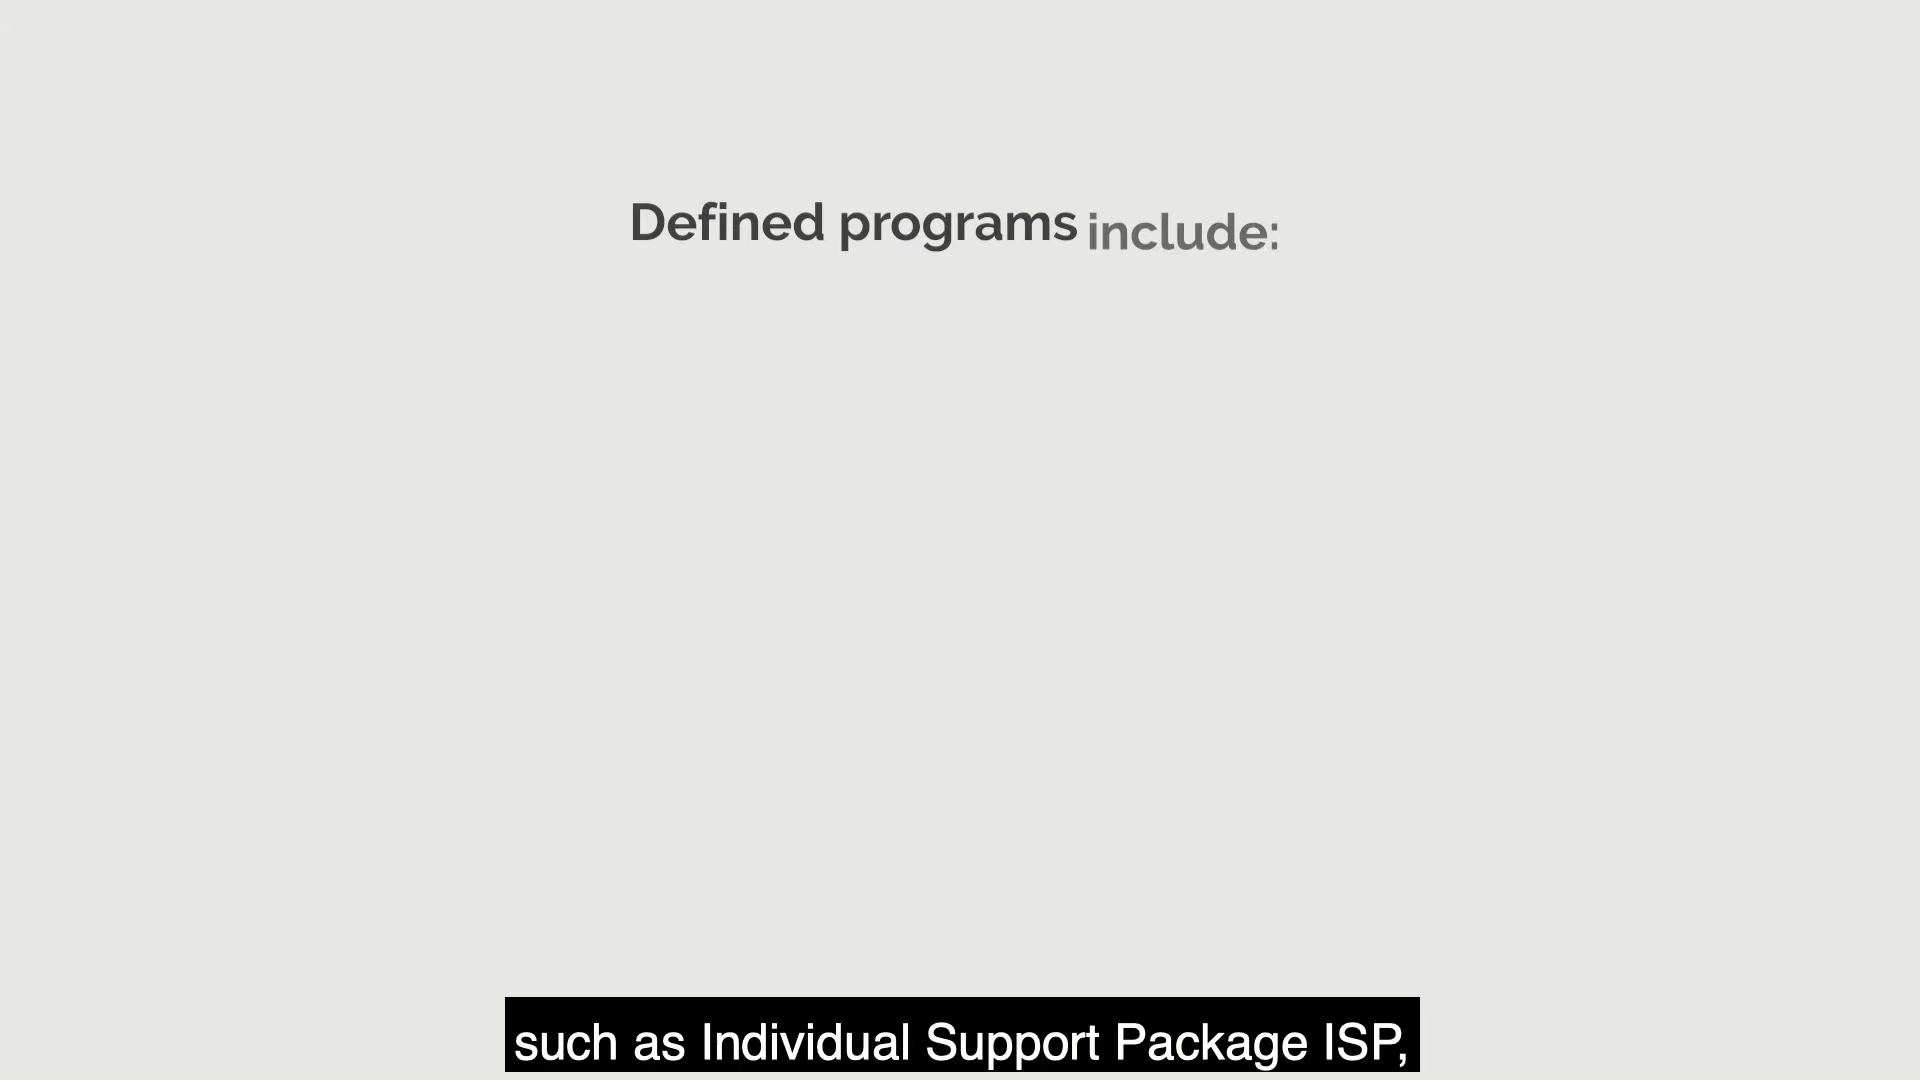 Defined programs include:
such as Individual Support Package ISP,